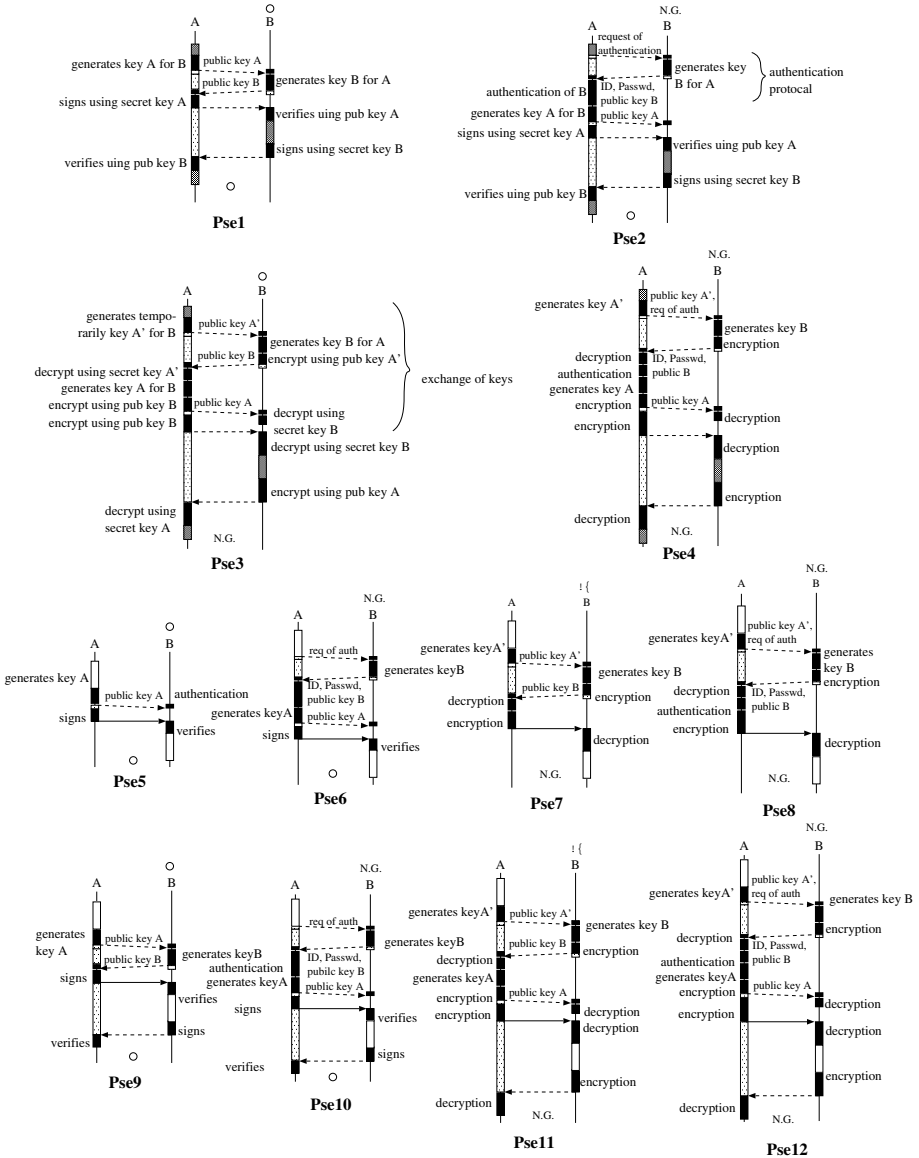 A
B
generates key A for B
public key A
public key B
generates key B for A
signs using secret key A
verifies uing pub key A
signs using secret key B
verifies uing pub key B
Pse1
N.G.
A
B
request of
authentication
generates key
B for A
authentication
protocal
authentication of B
ID, Passwd,
public key B
generates key A for B
public key A
signs using secret key A
verifies uing pub key A
signs using secret key B
verifies uing pub key B
Pse2
A
B
generates tempo-
rarily key A' for B
public key A'
generates key B for A
public key B
encrypt using pub key A'
decrypt using secret key A'
generates key A for B
exchange of keys
encrypt using pub key B
public key A
encrypt using pub key B
decrypt using
secret key B
decrypt using secret key B
encrypt using pub key A
decrypt using
secret key A
N.G.
Pse3
N.G.
A
B
generates key A'
public key A',
req of auth
generates key B
encryption
decryption
ID, Passwd,
public B
authentication
generates key A
encryption
public key A
decryption
encryption
decryption
encryption
decryption
N.G.
Pse4
A
B
generates key A
public key A
authentication
signs
verifies
Pse5
N.G.
A
B
req of auth
generates keyB
ID, Passwd,
public key B
generates keyA
public key A
signs
verifies
Pse6
! {
A
B
generates keyA'
public key A'
generates key B
public key B
decryption
encryption
encryption
decryption
N.G.
Pse7
N.G.
A
B
public key A',
req of auth
generates keyA'
generates
key B
encryption
decryption
ID, Passwd,
public B
authentication
encryption
decryption
N.G.
Pse8
A
B
generates
key A
public key A
generates keyB
public key B
signs
verifies
signs
verifies
Pse9
N.G.
A
B
req of auth
generates keyB
authentication
ID, Passwd,
pubilc key B
generates keyA
public key A
signs
verifies
signs
verifies
Pse10
! {
A
B
generates keyA'
public key A'
generates key B
public key B
encryption
decryption
generates keyA
encryption
public key A
decryption
encryption
decryption
encryption
decryption
N.G.
Pse11
N.G.
A
B
generates keyA'
public key A',
req of auth
generates key B
encryption
decryption
ID, Passwd,
public B
authentication
generates keyA
encryption
public key A
decryption
encryption
decryption
encryption
decryption
N.G.
Pse12